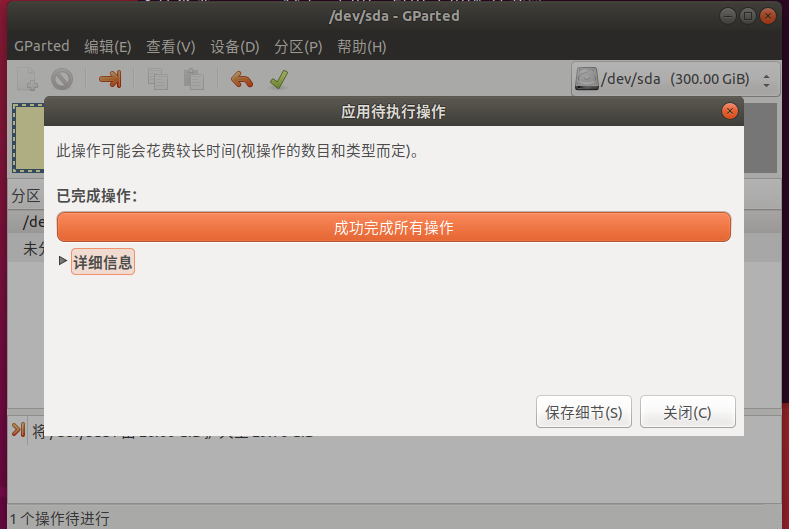 /dev/sda - GParted
GParted 编辑(E) 查看(V) 设备(D) 分区(P) 帮助(H)
/dev/sda (300.00 GiB)
应用待执行操作
此操作可能会花费较长时间(视操作的数目和类型而定)。
已完成操作：
成功完成所有操作
详细信息
保存细节(S) 关闭(C)
分区
/de
未分
将
1 个操作待进行